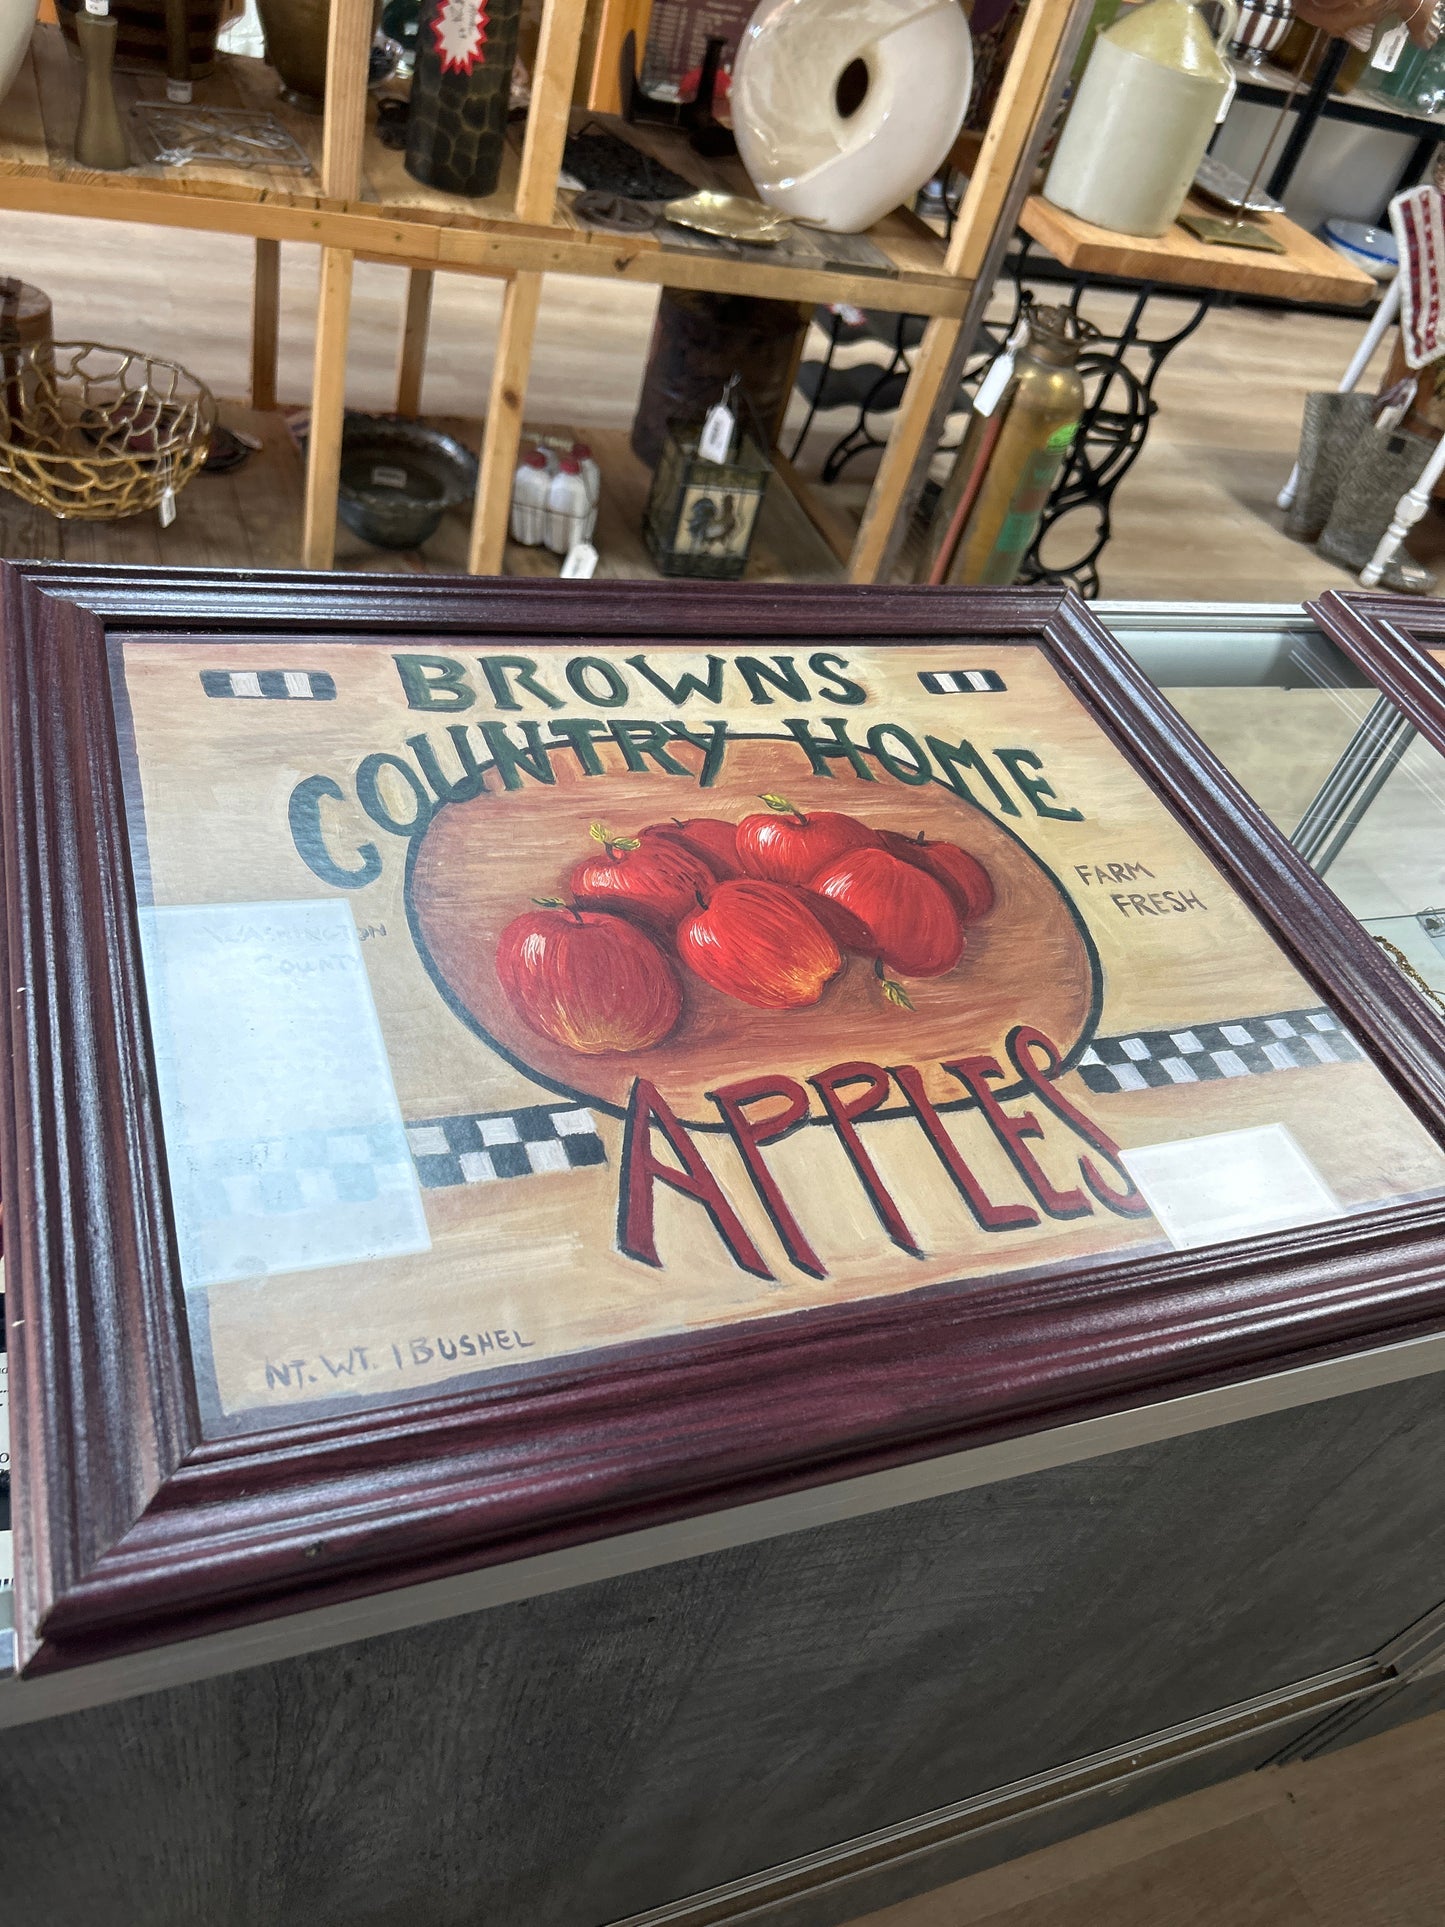 BROWNS
COUNTRY HOME
FARM
FRESH
WASHINGTON
COUNTY
APPLES
NT. WT. 1 BUSHEL